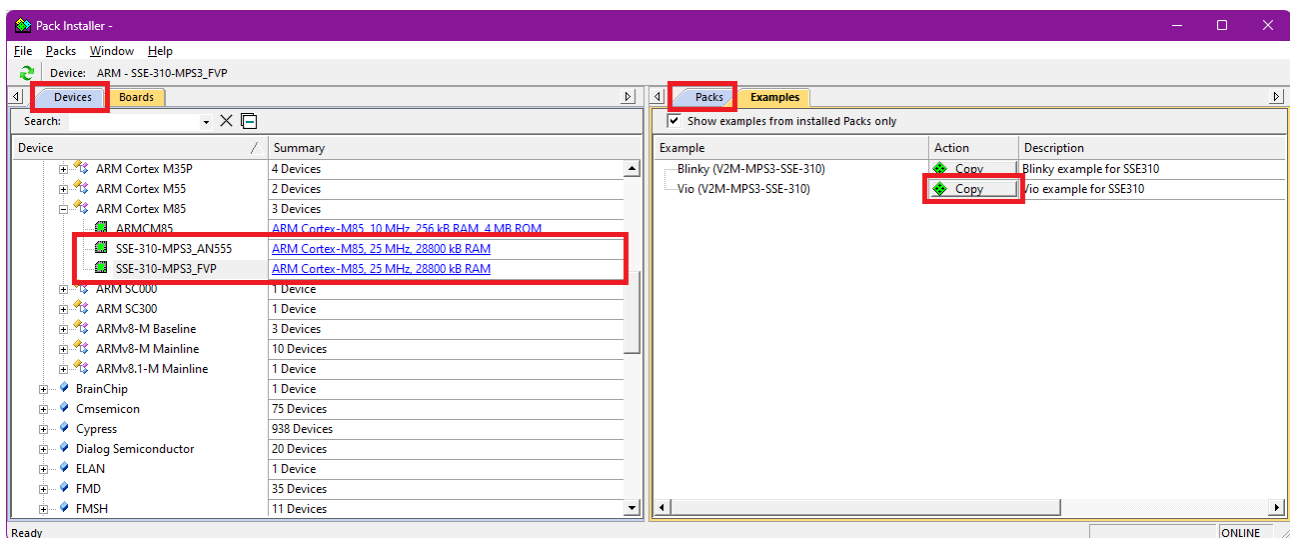 Pack Installer -
File Packs Window Help
Device: ARM - SSE-310-MPS3_FVP
Devices Boards
Search:
Device Summary
ARM Cortex M35P 4 Devices
ARM Cortex M55 2 Devices
ARM Cortex M85 3 Devices
ARMCM85 ARM Cortex-M85, 10 MHz, 256 kB RAM, 4 MB ROM
SSE-310-MPS3_AN555 ARM Cortex-M85, 25 MHz, 28800 kB RAM
SSE-310-MPS3_FVP ARM Cortex-M85, 25 MHz, 28800 kB RAM
ARM SC000 1 Device
ARM SC300 1 Device
ARMv8-M Baseline 3 Devices
ARMv8-M Mainline 10 Devices
ARMv8.1-M Mainline 1 Device
BrainChip 1 Device
Cmsemicon 75 Devices
Cypress 938 Devices
Dialog Semiconductor 20 Devices
ELAN 1 Device
FMD 35 Devices
FMSH 11 Devices
Packs Examples
Show examples from installed Packs only
Example Action Description
Blinky (V2M-MPS3-SSE-310) Copy Blinky example for SSE310
Vio (V2M-MPS3-SSE-310) Copy Vio example for SSE310
Ready ONLINE